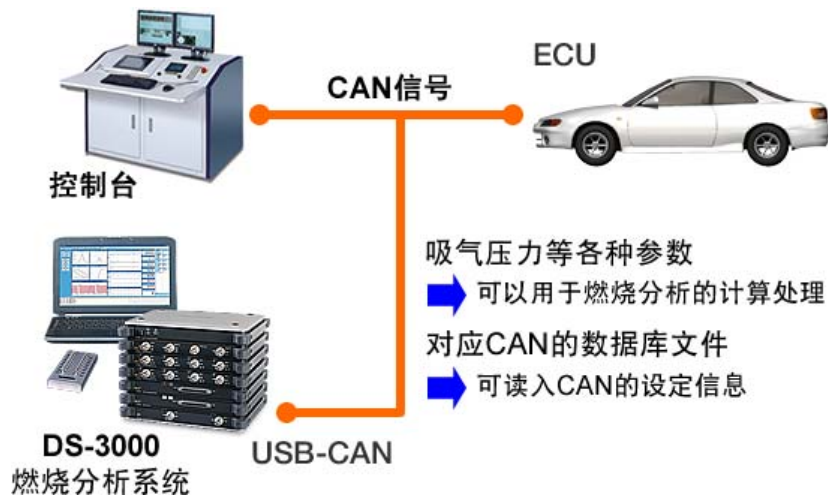 ECU
CAN信号
控制台
吸气压力等各种参数
可以用于燃烧分析的计算处理
对应CAN的数据库文件
可读入CAN的设定信息
DS-3000
燃烧分析系统
USB-CAN